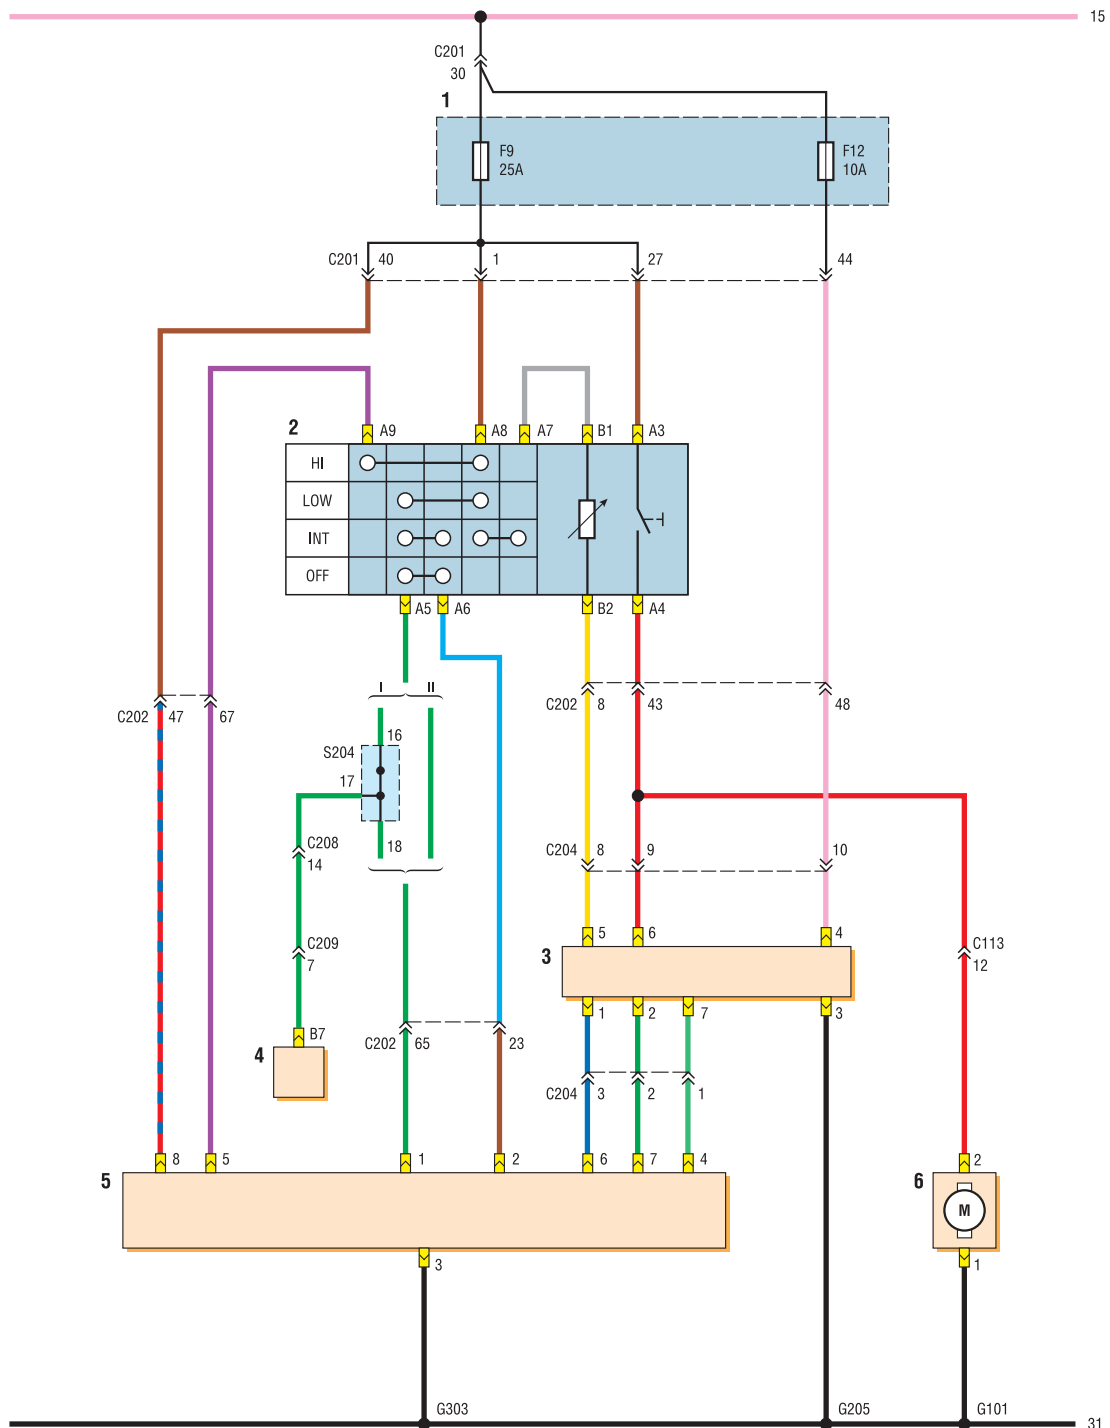 15
C201
30
1
F9
25A
F12
10A
C201 40
1
27
44
2
A9
A8
A7
B1
A3
HI
LOW
INT
OFF
A5
A6
B2
A4
I
II
C202 47
67
C202 8
43
48
16
S204
17
18
C208
14
C204 8
9
10
C209
7
5
6
4
3
C113
12
1
2
7
3
B7
4
C202 65
23
C204 3
2
1
8
5
1
2
6
7
4
2
5
6
M
3
1
G303
G205
G101
31